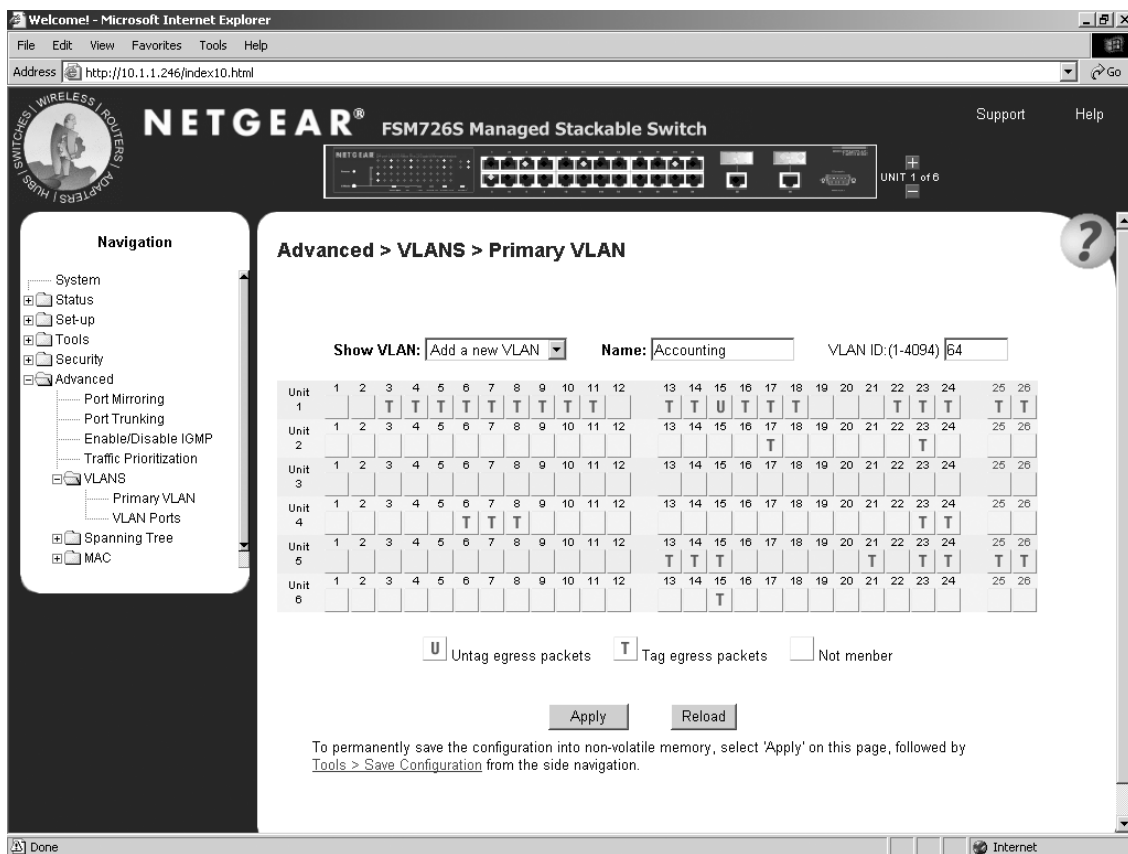 Welcome! - Microsoft Internet Explorer
File Edit View Favorites Tools Help
Address http://10.1.1.246/index10.html Go
SWITCHES | WIRELESS | ROUTERS | ADAPTERS | HUBS |
NETGEAR® FSM726S Managed Stackable Switch
Support Help
NETGEAR
UNIT 1 of 6
Navigation
System
Status
Set-up
Tools
Security
Advanced
Port Mirroring
Port Trunking
Enable/Disable IGMP
Traffic Prioritization
VLANS
Primary VLAN
VLAN Ports
Spanning Tree
MAC
?
Advanced > VLANS > Primary VLAN
Show VLAN: Add a new VLAN Name: Accounting VLAN ID:(1-4094) 64
Unit 1 2 3 4 5 6 7 8 9 10 11 12 13 14 15 16 17 18 19 20 21 22 23 24 25 26
1 T T T T T T T T T T T U T T T T T T T T
Unit 1 2 3 4 5 6 7 8 9 10 11 12 13 14 15 16 17 18 19 20 21 22 23 24 25 26
2 T T
Unit 1 2 3 4 5 6 7 8 9 10 11 12 13 14 15 16 17 18 19 20 21 22 23 24 25 26
3
Unit 1 2 3 4 5 6 7 8 9 10 11 12 13 14 15 16 17 18 19 20 21 22 23 24 25 26
4 T T T T T
Unit 1 2 3 4 5 6 7 8 9 10 11 12 13 14 15 16 17 18 19 20 21 22 23 24 25 26
5 T T T T T T T T
Unit 1 2 3 4 5 6 7 8 9 10 11 12 13 14 15 16 17 18 19 20 21 22 23 24 25 26
6 T
U Untag egress packets T Tag egress packets Not menber
Apply Reload
To permanently save the configuration into non-volatile memory, select 'Apply' on this page, followed by
Tools > Save Configuration from the side navigation.
Done Internet